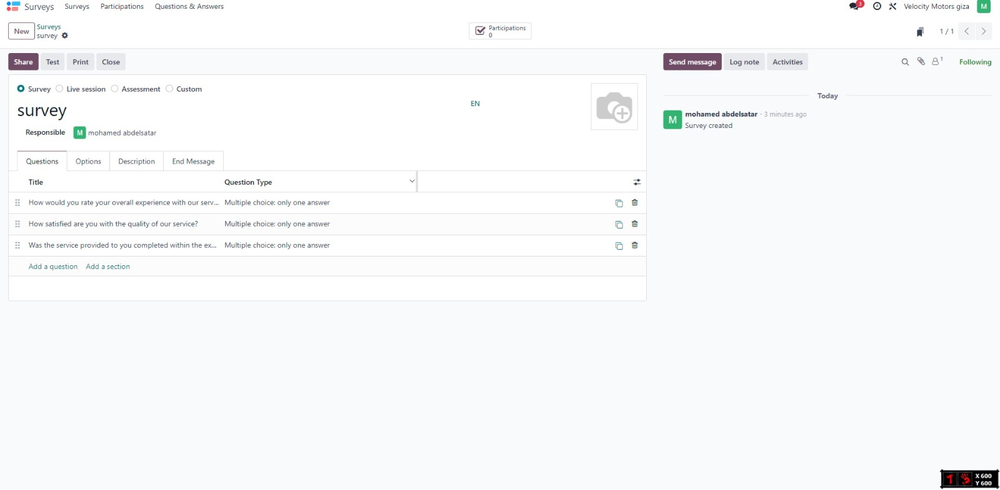 Surveys Surveys Participations Questions & Answers 3 Velocity Motors giza M
New Surveys Participations 1 / 1
survey 0
Share Test Print Close Send message Log note Activities 1 Following
Survey Live session Assessment Custom
EN
Today
survey
M mohamed abdelsatar - 3 minutes ago
Survey created
Responsible M mohamed abdelsatar
Questions Options Description End Message
Title Question Type
How would you rate your overall experience with our serv... Multiple choice: only one answer
How satisfied are you with the quality of our service? Multiple choice: only one answer
Was the service provided to you completed within the ex... Multiple choice: only one answer
Add a question Add a section
X 600
Y 600